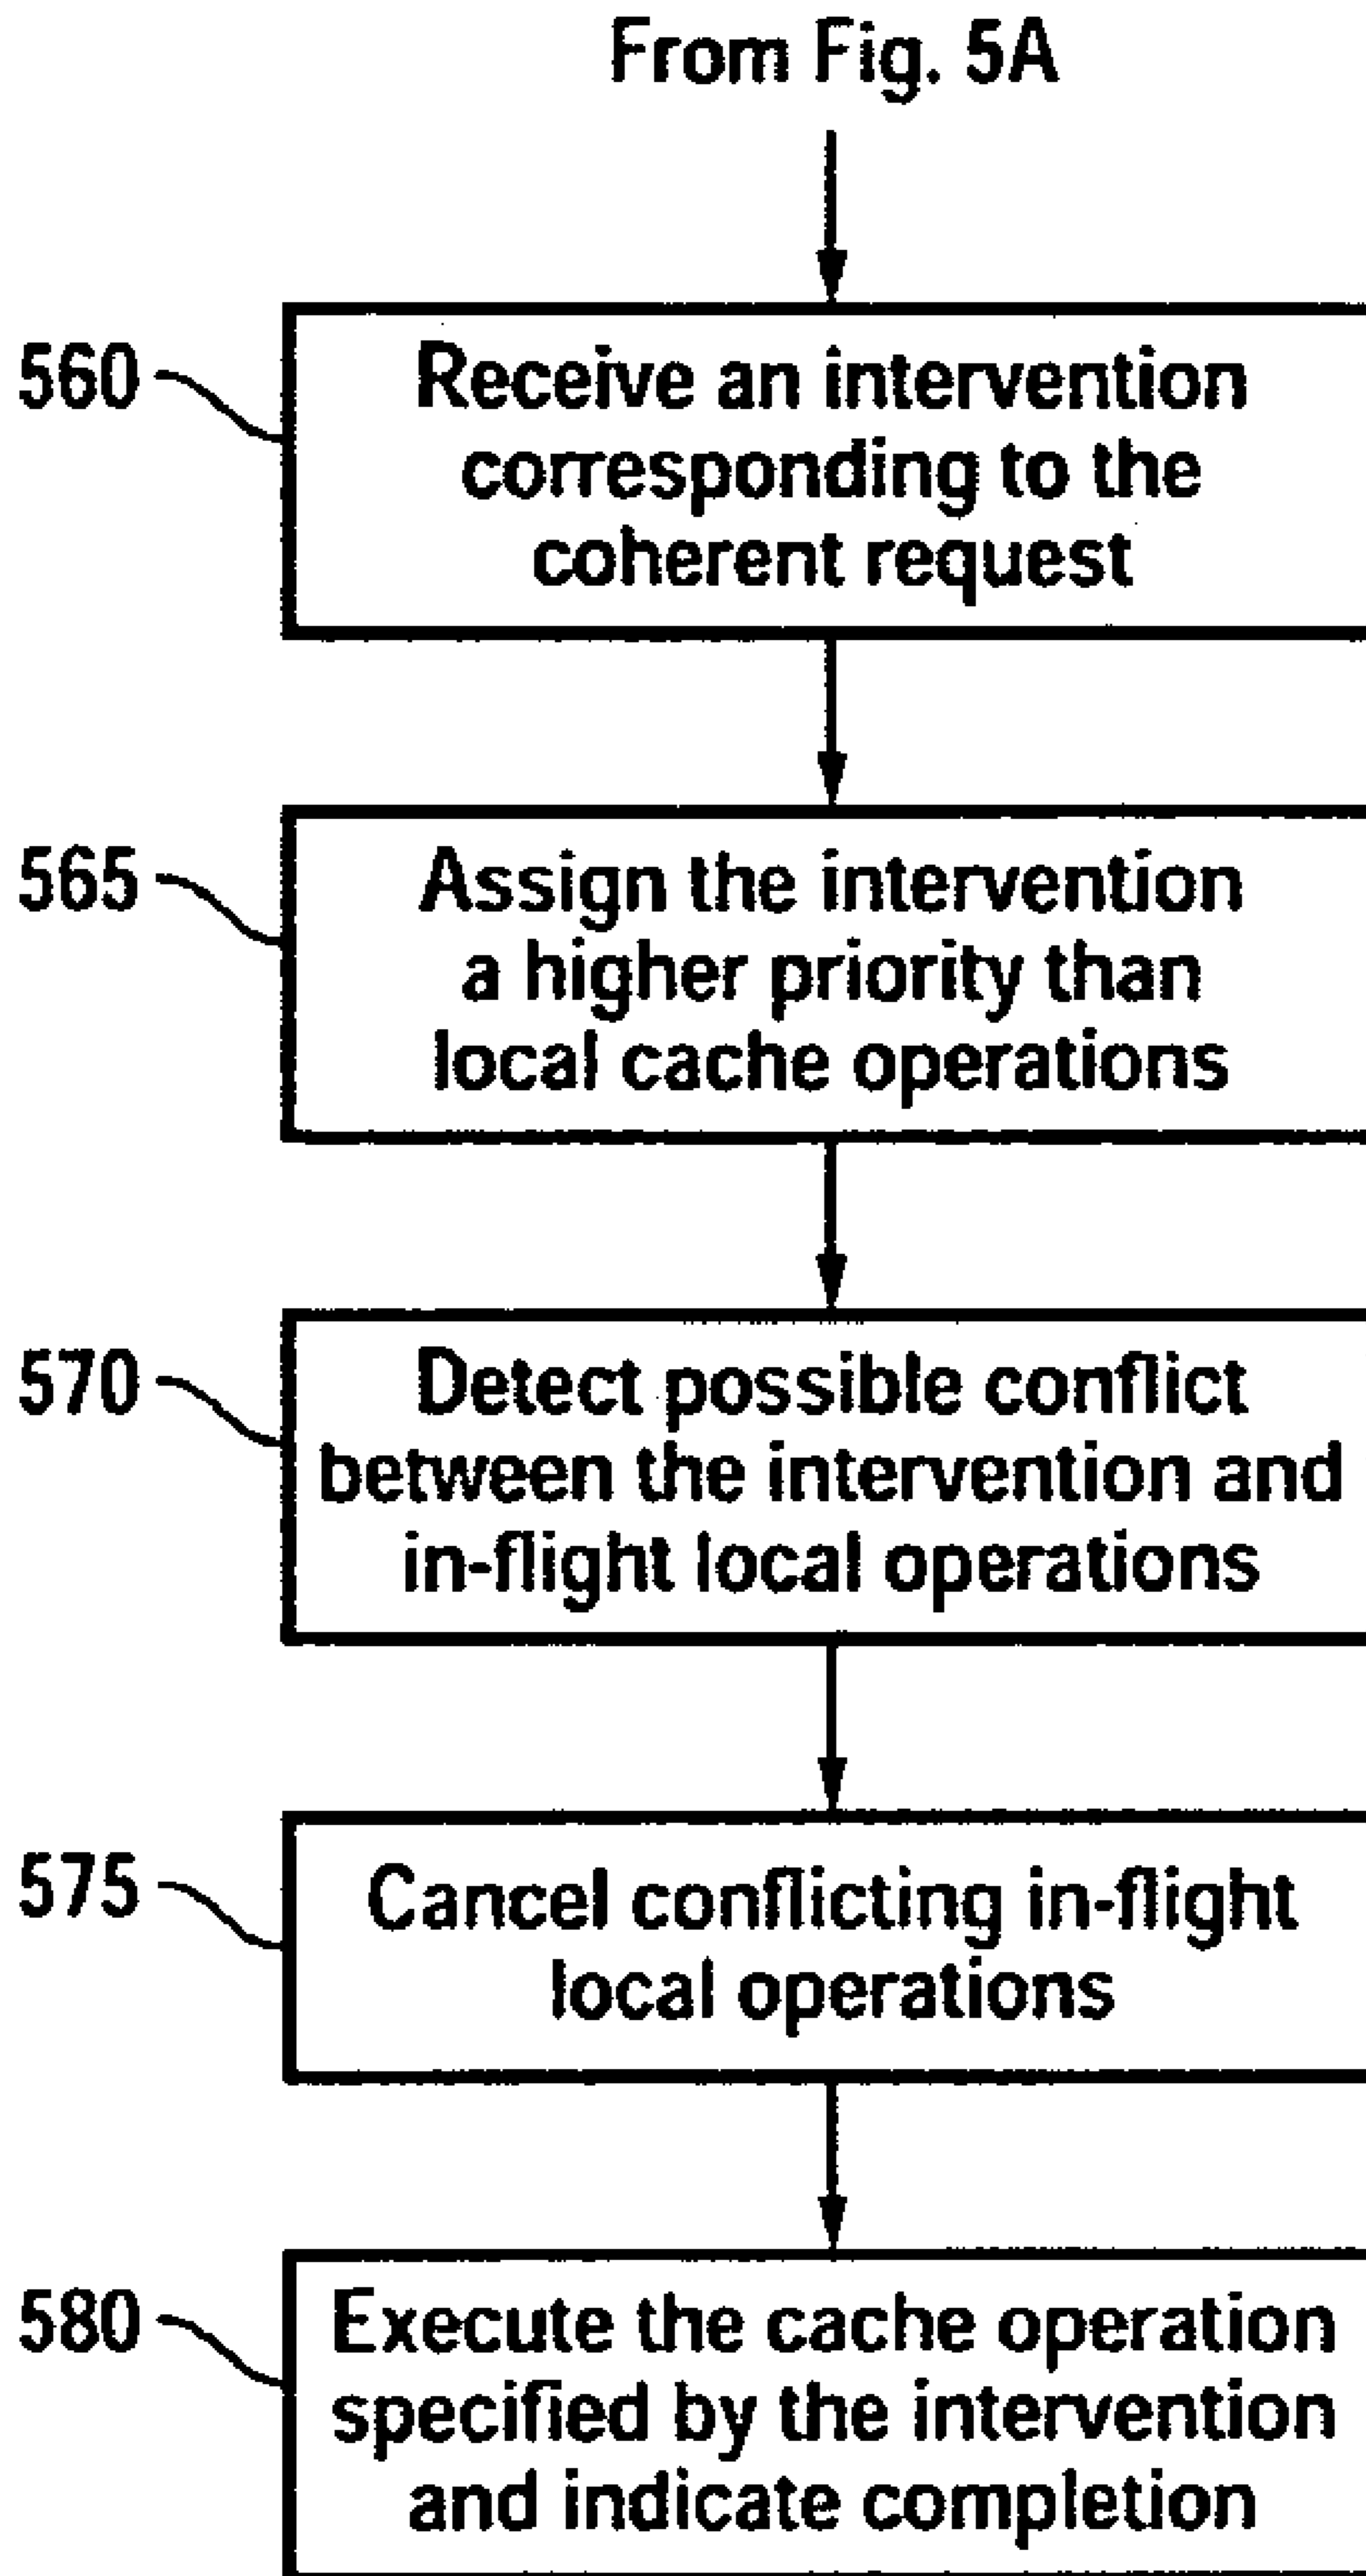 From Fig. 5A
560
Receive an intervention
corresponding to the
coherent request
565
Assign the intervention
a higher priority than
local cache operations
570
Detect possible conflict
between the intervention and
in-flight local operations
575
Cancel conflicting in-flight
local operations
580
Execute the cache operation
specified by the intervention
and indicate completion